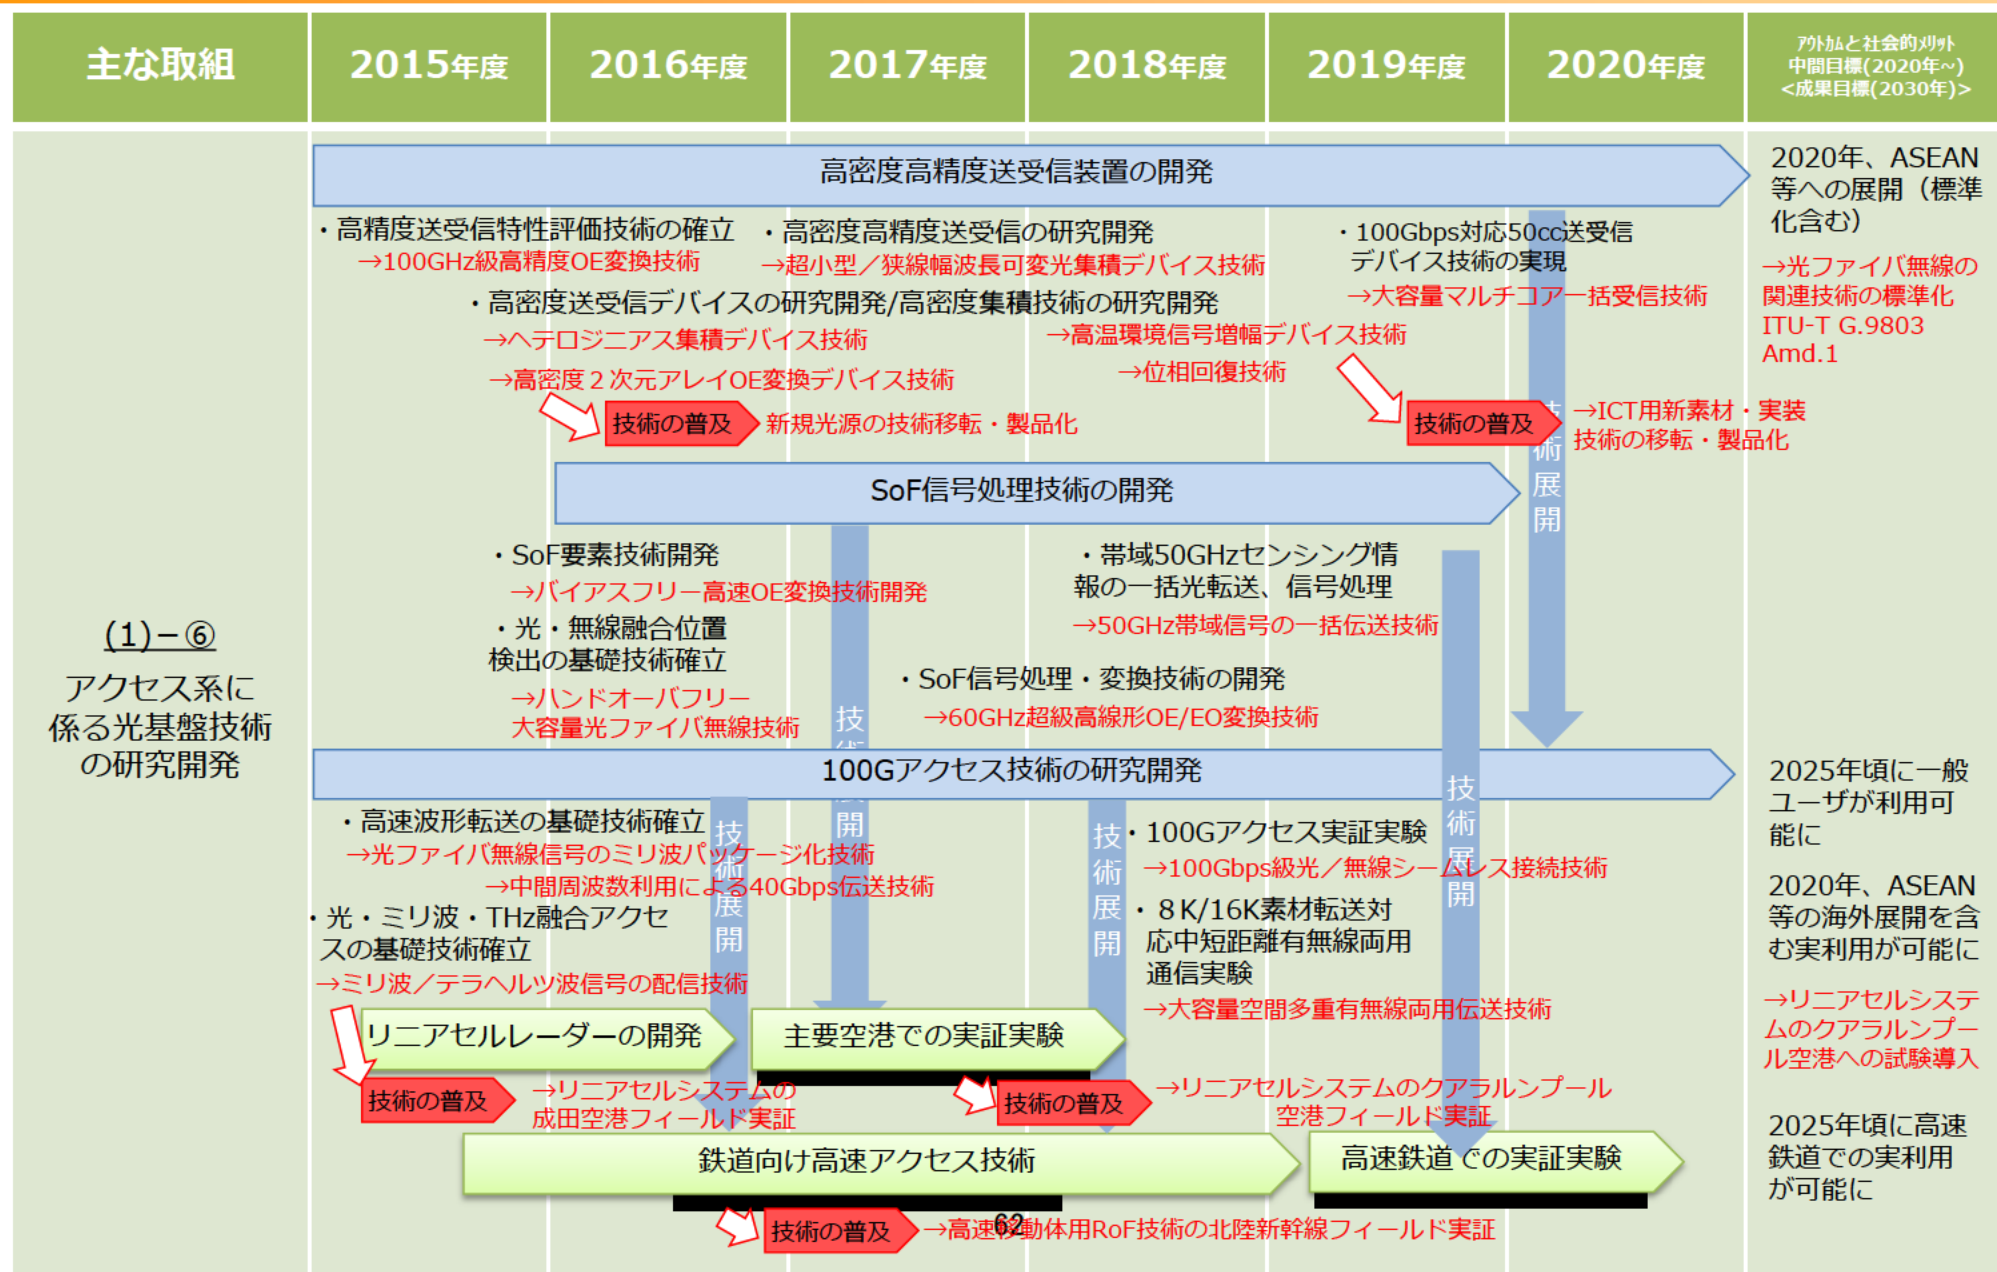 主な取組
2015年度
2016年度
2017年度
2018年度
2019年度
2020年度
ｱｳﾄｶﾑと社会的ﾒﾘｯﾄ
中間目標(2020年~)
<成果目標(2030年)>
(1)－⑥
アクセス系に
係る光基盤技術
の研究開発
高密度高精度送受信装置の開発
・高精度送受信特性評価技術の確立
→100GHz級高精度OE変換技術
・高密度高精度送受信の研究開発
→超小型／狭線幅波長可変光集積デバイス技術
・100Gbps対応50cc送受信
デバイス技術の実現
→大容量マルチコア一括受信技術
・高密度送受信デバイスの研究開発/高密度集積技術の研究開発
→ヘテロジニアス集積デバイス技術
→高密度２次元アレイOE変換デバイス技術
→高温環境信号増幅デバイス技術
→位相回復技術
技術の普及
新規光源の技術移転・製品化
技術の普及
→ICT用新素材・実装
技術の移転・製品化
技術展開
SoF信号処理技術の開発
・SoF要素技術開発
→バイアスフリー高速OE変換技術開発
・光・無線融合位置
検出の基礎技術確立
→ハンドオーバフリー
大容量光ファイバ無線技術
・帯域50GHzセンシング情
報の一括光転送、信号処理
→50GHz帯域信号の一括伝送技術
・SoF信号処理・変換技術の開発
→60GHz超級高線形OE/EO変換技術
技術展開
技術展開
100Gアクセス技術の研究開発
・高速波形転送の基礎技術確立
→光ファイバ無線信号のミリ波パッケージ化技術
→中間周波数利用による40Gbps伝送技術
・光・ミリ波・THz融合アクセ
スの基礎技術確立
→ミリ波／テラヘルツ波信号の配信技術
技術展開
技術展開
・100Gアクセス実証実験
→100Gbps級光／無線シームレス接続技術
・８K/16K素材転送対
応中短距離有無線両用
通信実験
→大容量空間多重有無線両用伝送技術
リニアセルレーダーの開発
主要空港での実証実験
技術の普及
→リニアセルシステムの
成田空港フィールド実証
技術の普及
→リニアセルシステムのクアラルンプール
空港フィールド実証
鉄道向け高速アクセス技術
高速鉄道での実証実験
技術の普及
→高速移動体用RoF技術の北陸新幹線フィールド実証
62
2020年、ASEAN
等への展開（標準
化含む）
→光ファイバ無線の
関連技術の標準化
ITU-T G.9803
Amd.1
2025年頃に一般
ユーザが利用可
能に
2020年、ASEAN
等の海外展開を含
む実利用が可能に
→リニアセルシステ
ムのクアラルンプー
ル空港への試験導入
2025年頃に高速
鉄道での実利用
が可能に